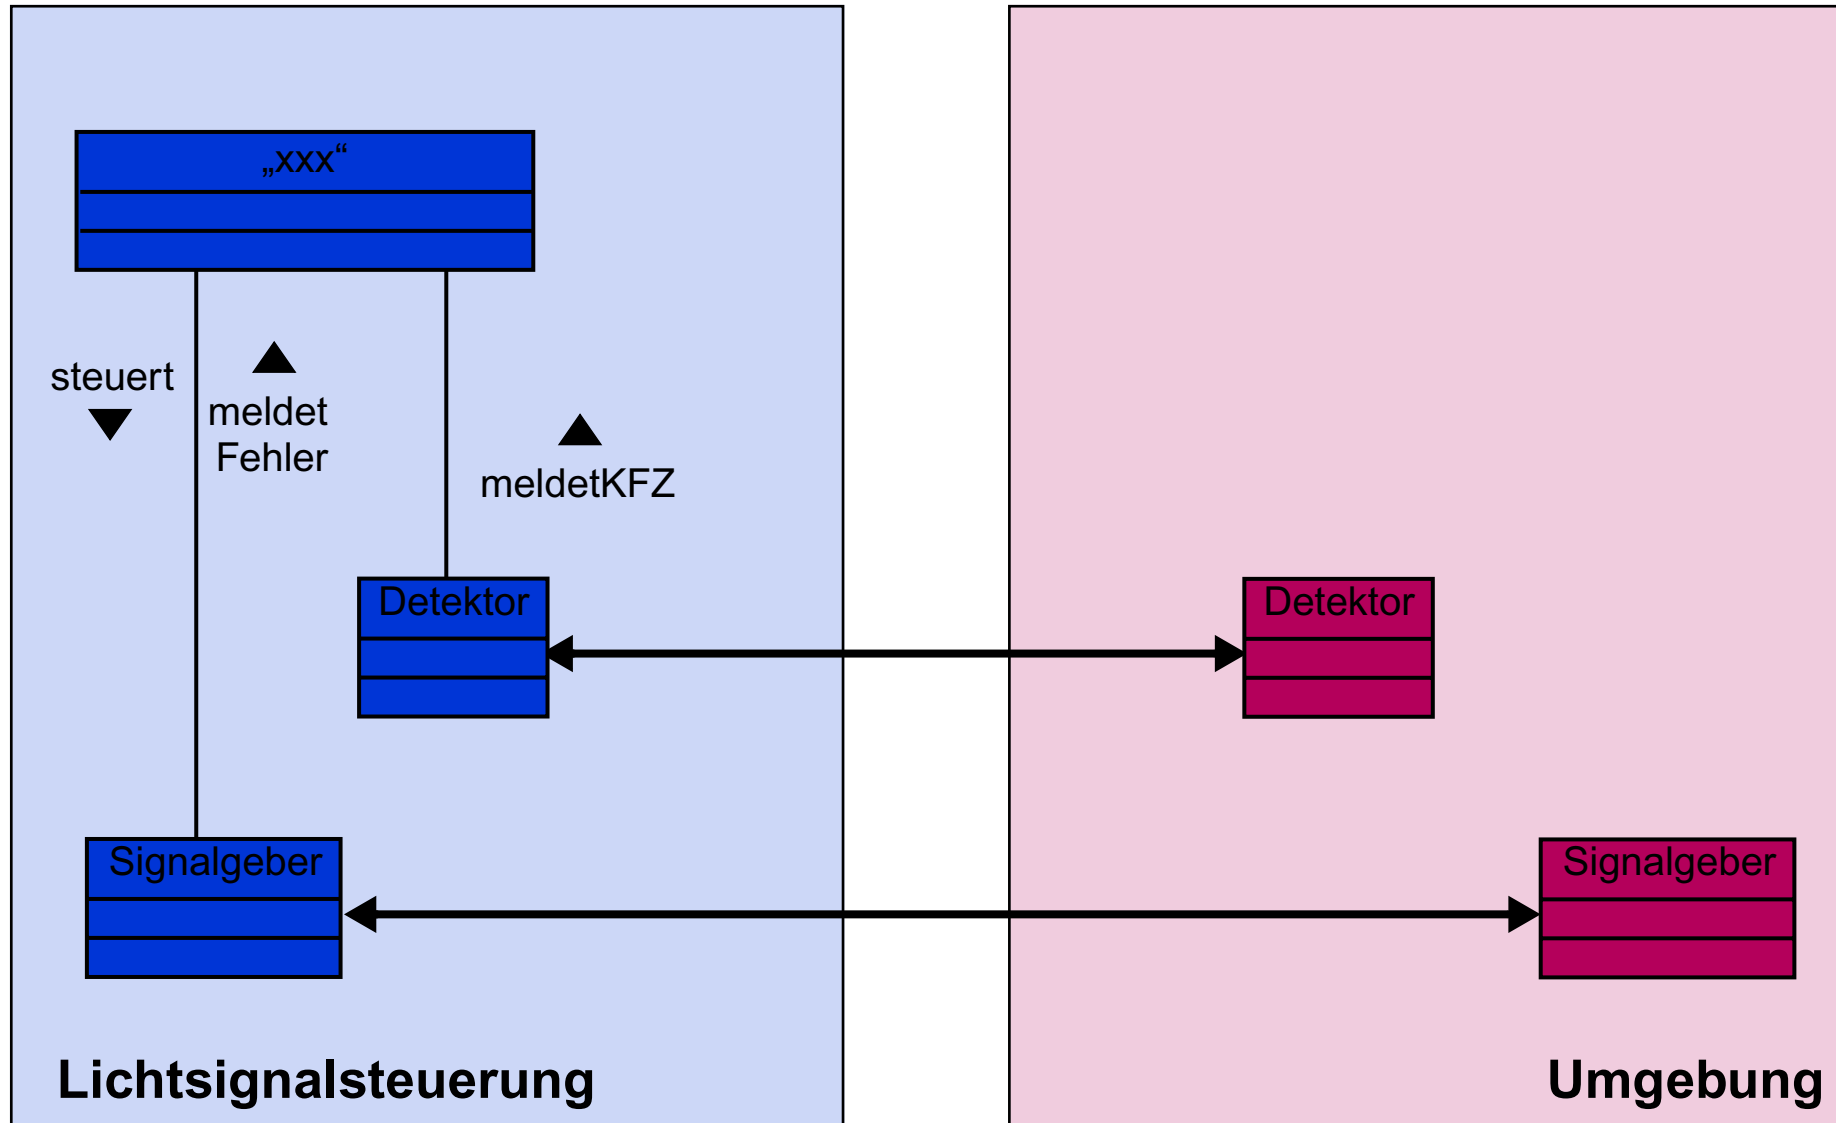 „xxx“
steuert
meldet
Fehler
meldetKFZ
Detektor
Detektor
Signalgeber
Signalgeber
Lichtsignalsteuerung
Umgebung